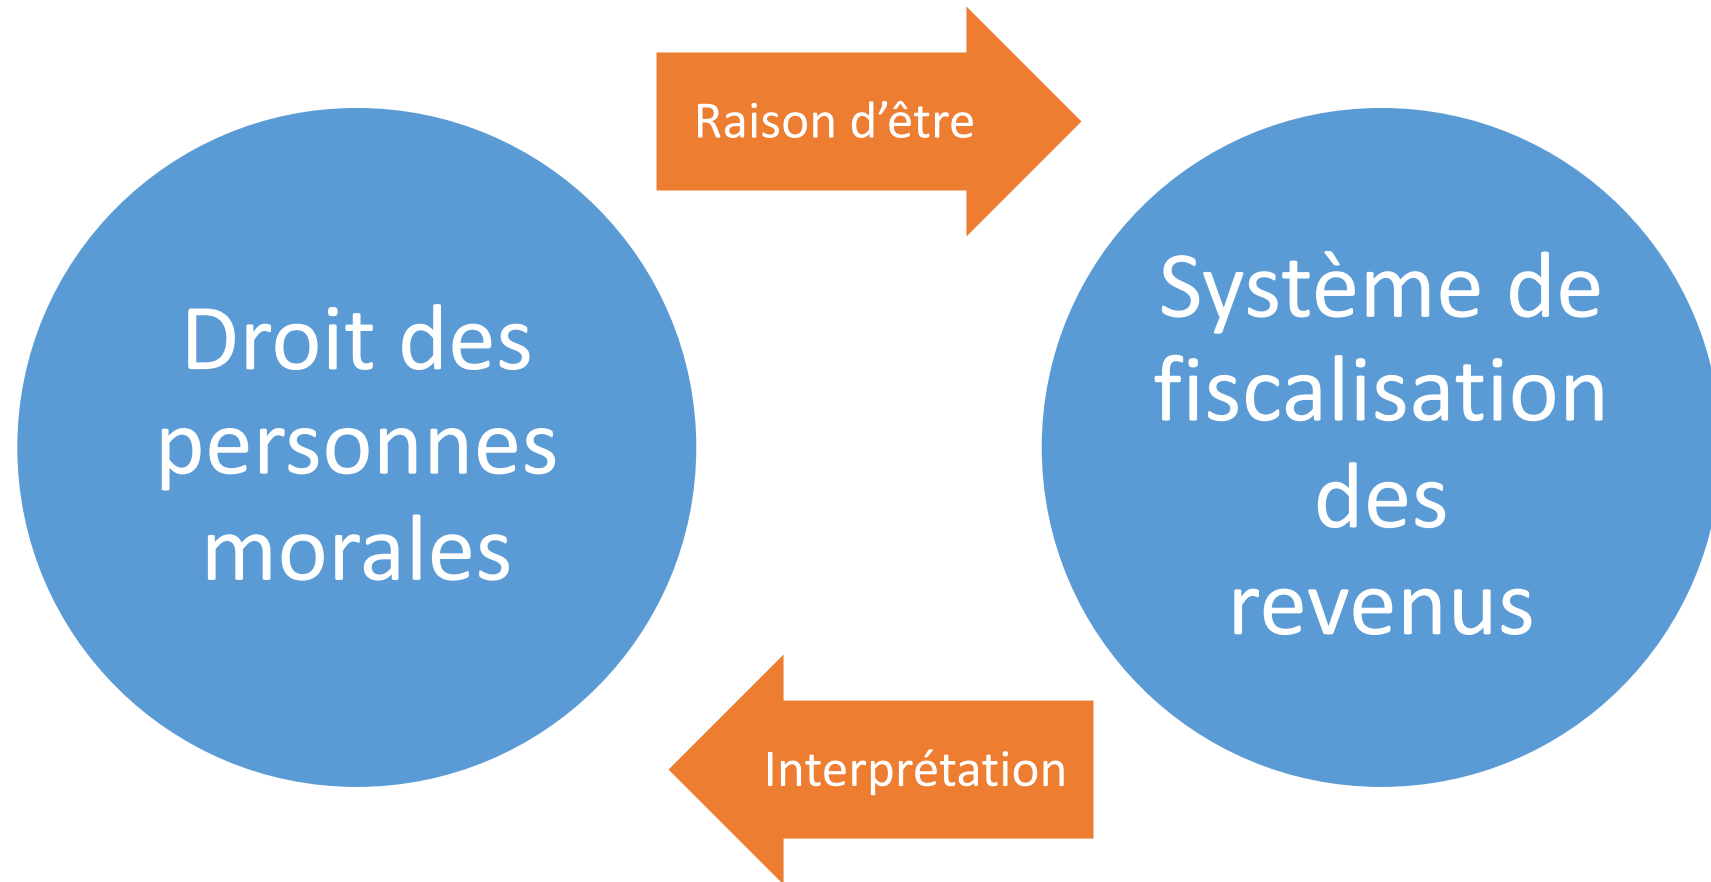 Raison d’être
Droit des
personnes
morales
Système de
fiscalisation
des
revenus
Interprétation